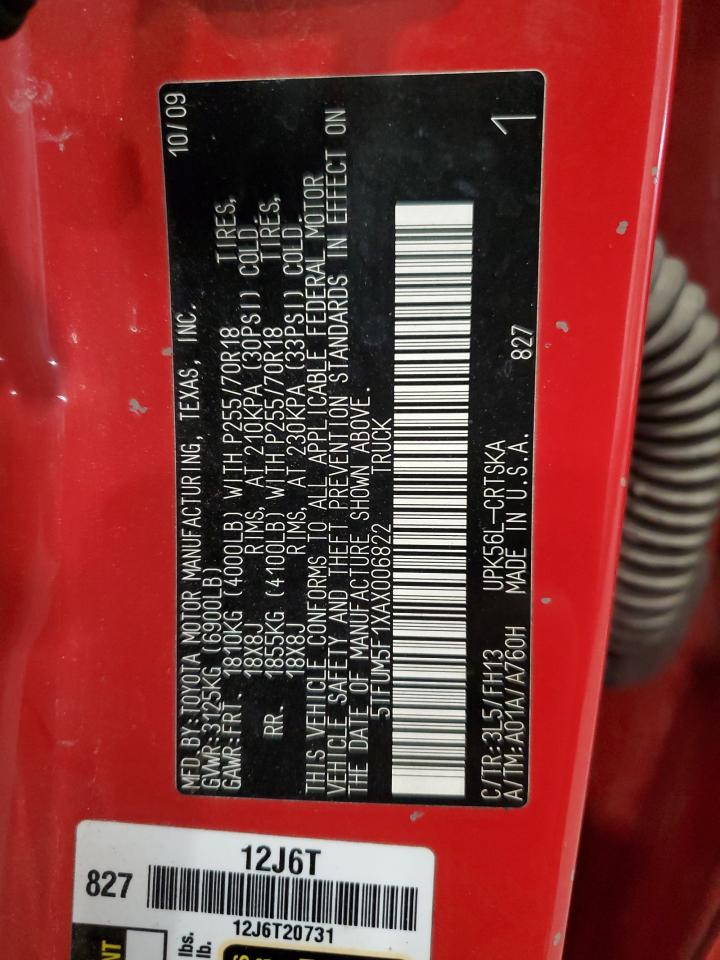 MFD.BY:TOYOTA MOTOR MANUFACTURING, TEXAS, INC. 10/09
GVWR:3125KG (6900LB)
GAWR:FRT. 1810KG (4000LB) WITH P255/70R18 TIRES,
18X8J RIMS, AT 210KPA (30PSI) COLD
RR. 1855KG (4100LB) WITH P255/70R18 TIRES,
18X8J RIMS, AT 230KPA (33PSI) COLD.
THIS VEHICLE CONFORMS TO ALL APPLICABLE FEDERAL MOTOR
VEHICLE SAFETY AND THEFT PREVENTION STANDARDS IN EFFECT ON
THE DATE OF MANUFACTURE SHOWN ABOVE.
5TFUM5F1XAX006822 TRUCK
C/TR:3L5/FH13 UPK56L-CRTSKA
A/TM:A01A/A760H MADE IN U.S.A. 827 1
12J6T
827
12J6T20731
lbs.
lb.